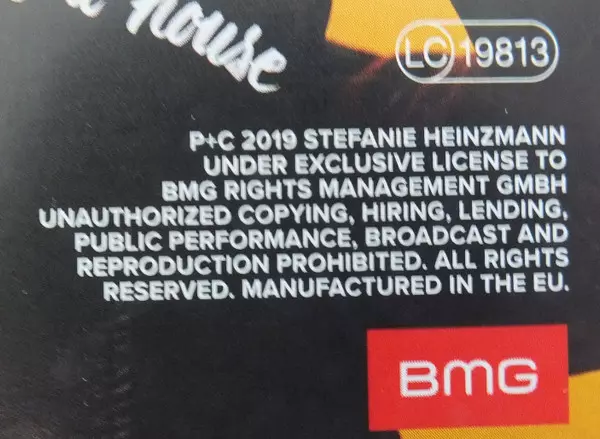 house
LC 19813
P+C 2019 STEFANIE HEINZMANN
UNDER EXCLUSIVE LICENSE TO
BMG RIGHTS MANAGEMENT GMBH
UNAUTHORIZED COPYING, HIRING, LENDING,
PUBLIC PERFORMANCE, BROADCAST AND
REPRODUCTION PROHIBITED. ALL RIGHTS
RESERVED. MANUFACTURED IN THE EU.
BMG